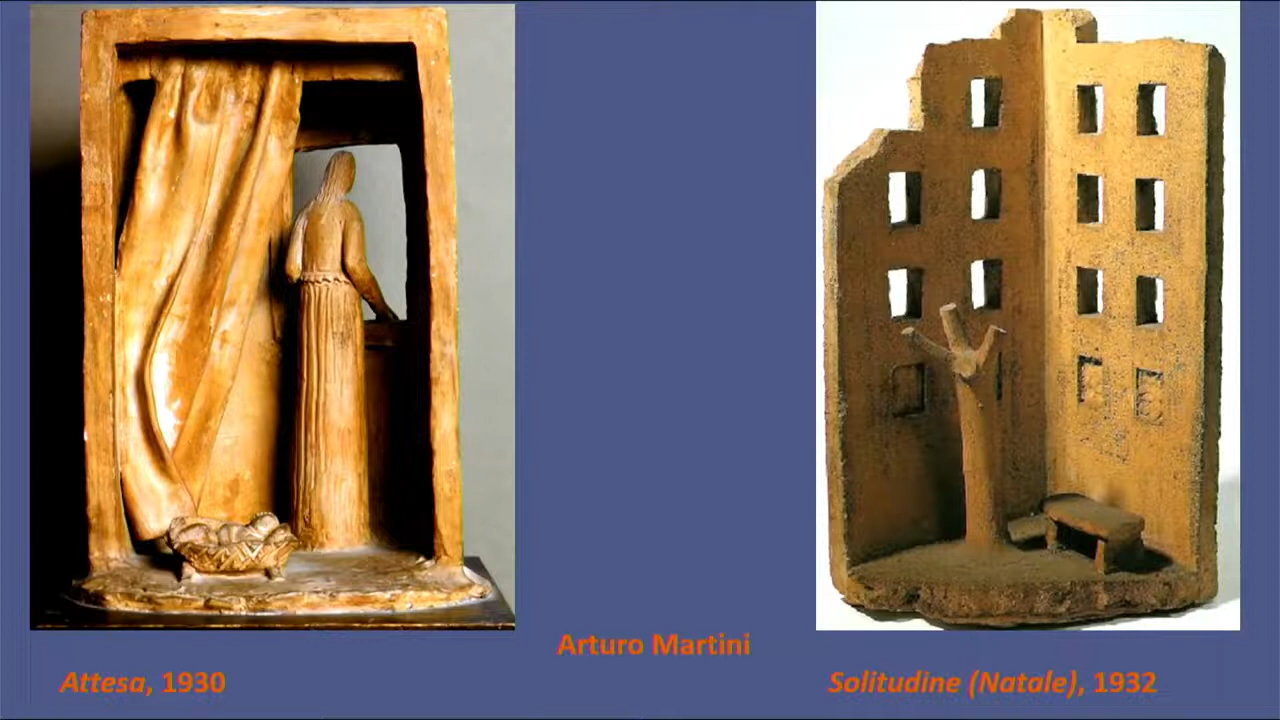 Arturo Martini
Attesa, 1930
Solitudine (Natale), 1932